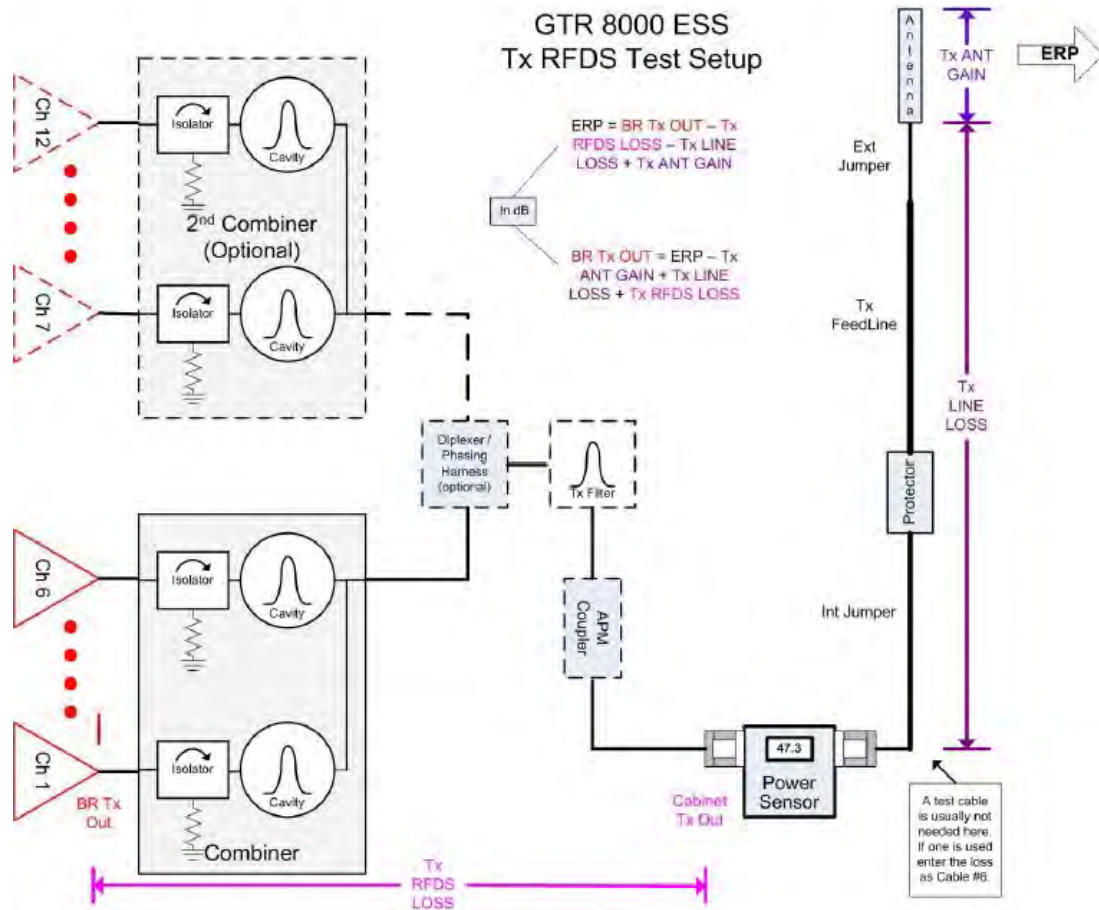 GTR 8000 ESS
Tx RFDS Test Setup
Antenna
Tx ANT
GAIN
ERP
Ch 12
Isolator
Cavity
2nd Combiner
(Optional)
Ch 7
Isolator
Cavity
ERP = BR Tx OUT – Tx
RFDS LOSS – Tx LINE
LOSS + Tx ANT GAIN
In dB
BR Tx OUT = ERP – Tx
ANT GAIN + Tx LINE
LOSS + Tx RFDS LOSS
Ext
Jumper
Tx
FeedLine
Tx
LINE
LOSS
Protector
Int Jumper
Diplexer /
Phasing
Harness
(optional)
Tx Filter
APM
Coupler
Ch 6
Isolator
Cavity
Ch 1
Isolator
Cavity
BR Tx
Out
Combiner
47.3
Power
Sensor
Cabinet
Tx Out
A test cable
is usually not
needed here.
If one is used
enter the loss
as Cable #6.
Tx
RFDS
LOSS